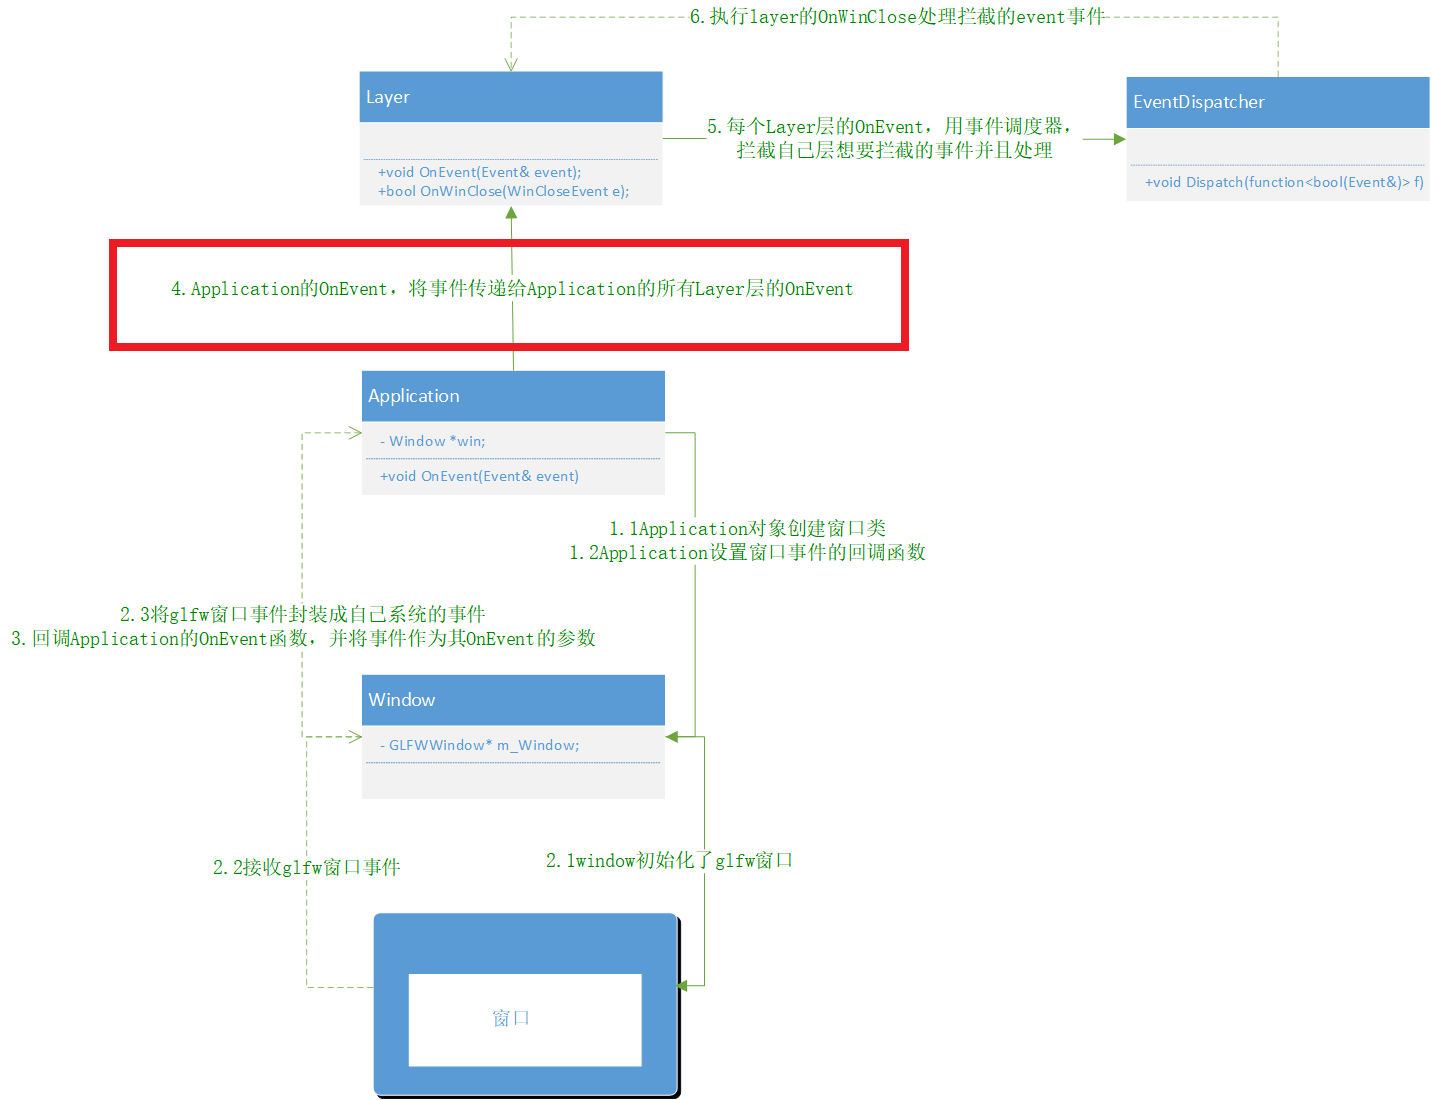 6.执行layer的OnWinClose处理拦截的event事件
Layer
+void OnEvent(Event& event);
+bool OnWinClose(WinCloseEvent e);
5.每个Layer层的OnEvent，用事件调度器，
拦截自己层想要拦截的事件并且处理
EventDispatcher
+void Dispatch(function<bool(Event&)> f)
4.Application的OnEvent，将事件传递给Application的所有Layer层的OnEvent
Application
- Window *win;
+void OnEvent(Event& event)
1.1Application对象创建窗口类
1.2Application设置窗口事件的回调函数
2.3将glfw窗口事件封装成自己系统的事件
3.回调Application的OnEvent函数，并将事件作为其OnEvent的参数
Window
- GLFWWindow* m_Window;
2.2接收glfw窗口事件
2.1window初始化了glfw窗口
窗口